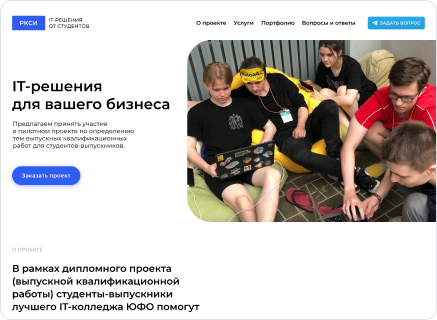 РКСИ
IT-РЕШЕНИЯ
ОТ СТУДЕНТОВ
О проекте Услуги Портфолио Вопросы и ответы
ЗАДАТЬ ВОПРОС
IT-решения
для вашего бизнеса
Предлагаем принять участие
в пилотном проекте по определению
тем выпускных квалификационных
работ для студентов-выпускников.
Заказать проект
О ПРОЕКТЕ
В рамках дипломного проекта
(выпускной квалификационной
работы) студенты-выпускники
лучшего IT-колледжа ЮФО помогут